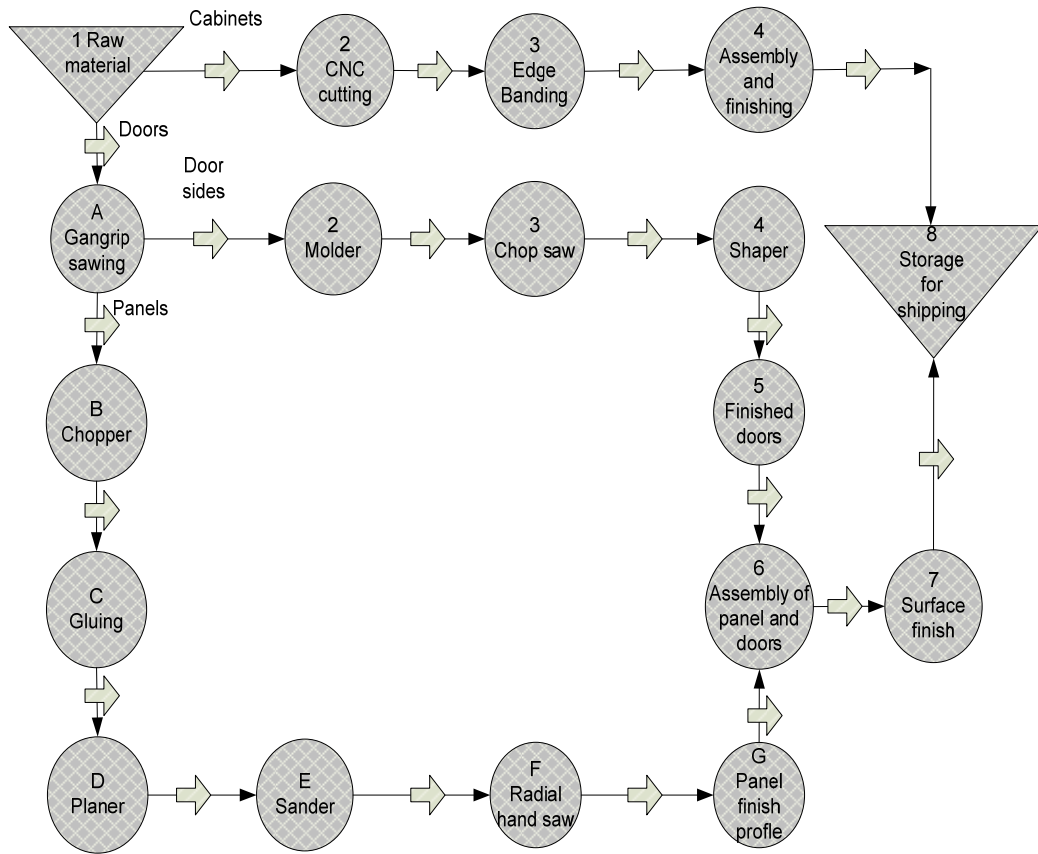 Cabinets
1 Raw
material
2
CNC
cutting
3
Edge
Banding
4
Assembly
and
finishing
Doors
Door
sides
A
Gangrip
sawing
2
Molder
3
Chop saw
4
Shaper
8
Storage
for
shipping
Panels
B
Chopper
5
Finished
doors
C
Gluing
6
Assembly of
panel and
doors
7
Surface
finish
D
Planer
E
Sander
F
Radial
hand saw
G
Panel
finish
profle